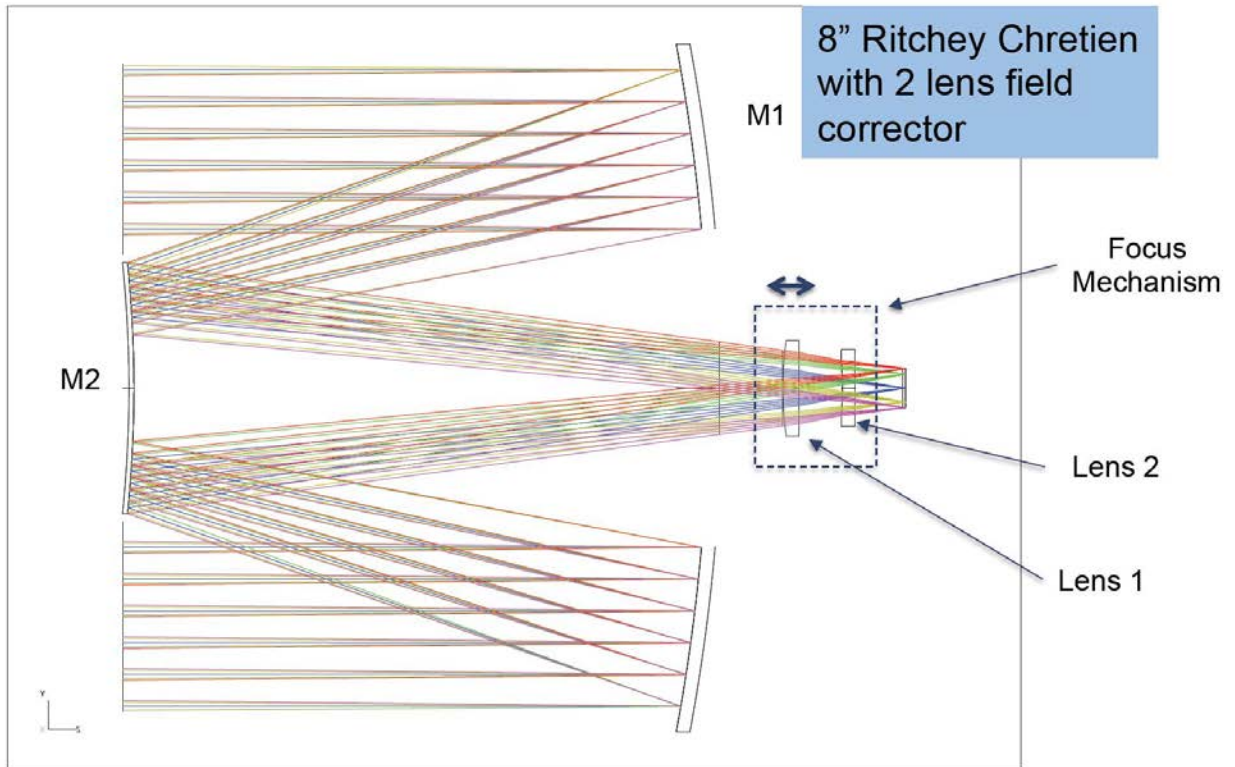 8” Ritchey Chretien
with 2 lens field
corrector
M1
Focus
Mechanism
M2
Lens 2
Lens 1
Y